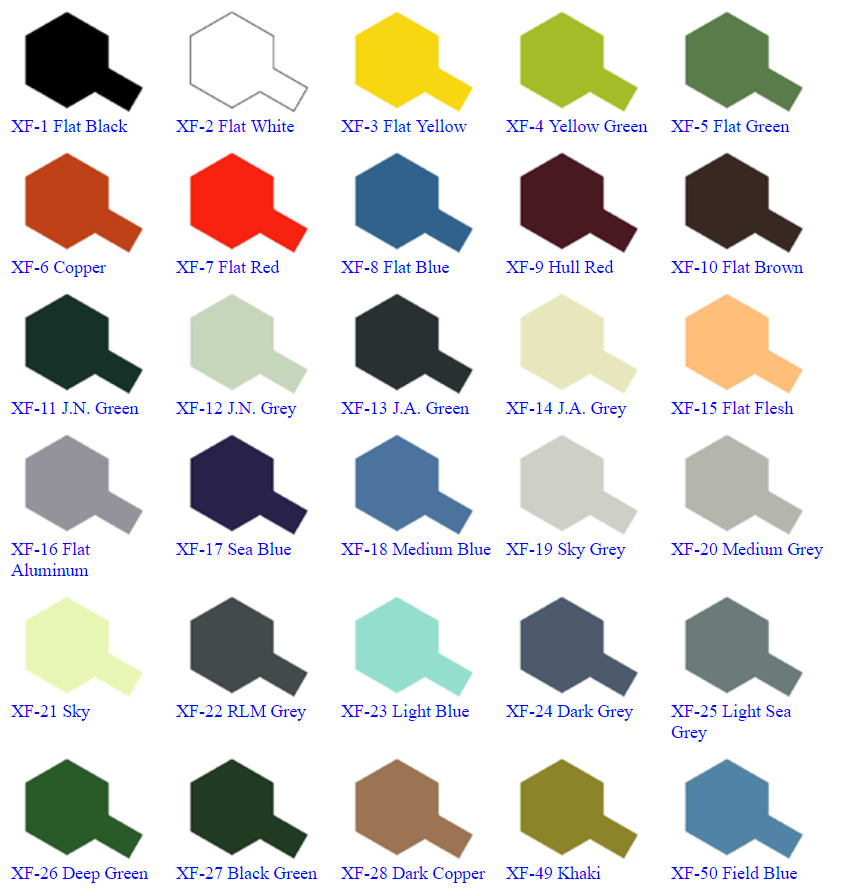 XF-1 Flat Black
XF-2 Flat White
XF-3 Flat Yellow
XF-4 Yellow Green
XF-5 Flat Green
XF-6 Copper
XF-7 Flat Red
XF-8 Flat Blue
XF-9 Hull Red
XF-10 Flat Brown
XF-11 J.N. Green
XF-12 J.N. Grey
XF-13 J.A. Green
XF-14 J.A. Grey
XF-15 Flat Flesh
XF-16 Flat
Aluminum
XF-17 Sea Blue
XF-18 Medium Blue
XF-19 Sky Grey
XF-20 Medium Grey
XF-21 Sky
XF-22 RLM Grey
XF-23 Light Blue
XF-24 Dark Grey
XF-25 Light Sea
Grey
XF-26 Deep Green
XF-27 Black Green
XF-28 Dark Copper
XF-49 Khaki
XF-50 Field Blue